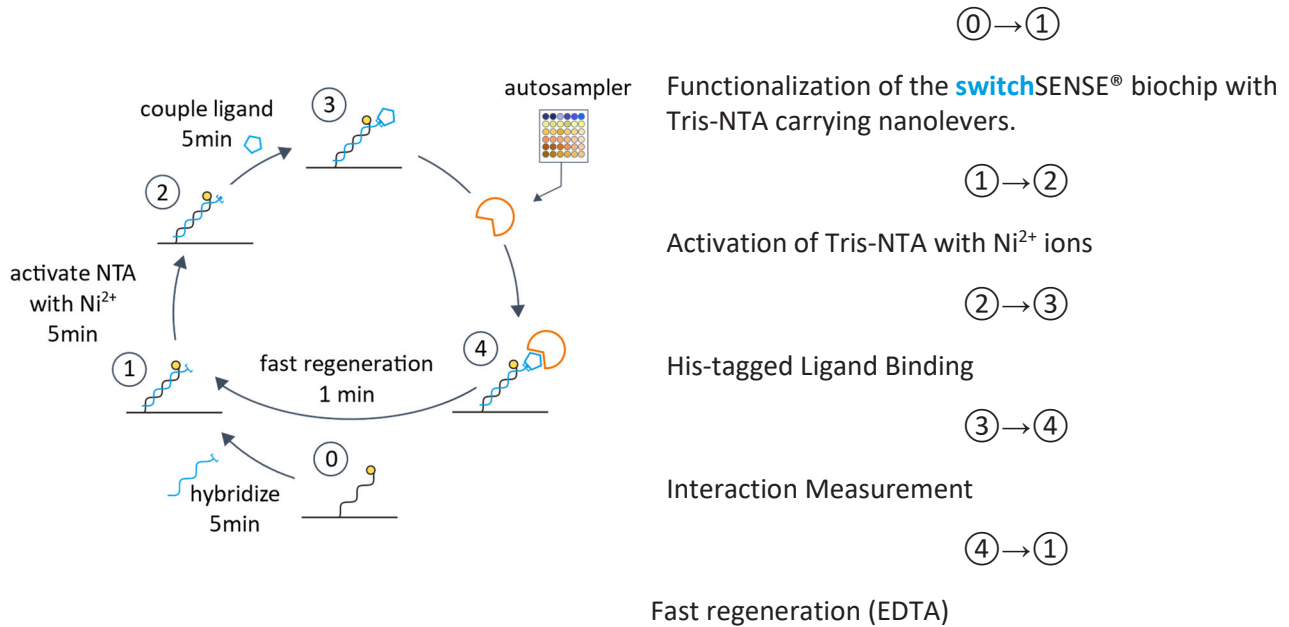 couple ligand
5min
3
autosampler
2
activate NTA
with Ni²⁺
5min
1
fast regeneration
1 min
4
0
hybridize
5min
⓪→①
Functionalization of the switchSENSE® biochip with
Tris-NTA carrying nanolevers.
①→②
Activation of Tris-NTA with Ni²⁺ ions
②→③
His-tagged Ligand Binding
③→④
Interaction Measurement
④→①
Fast regeneration (EDTA)